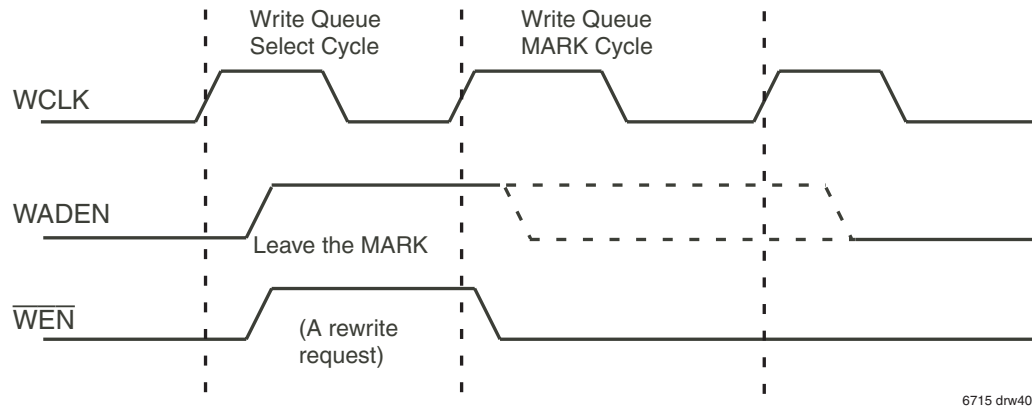 Write Queue
Select Cycle
Write Queue
MARK Cycle
WCLK
WADEN
Leave the MARK
WEN
(A rewrite
request)
6715 drw40